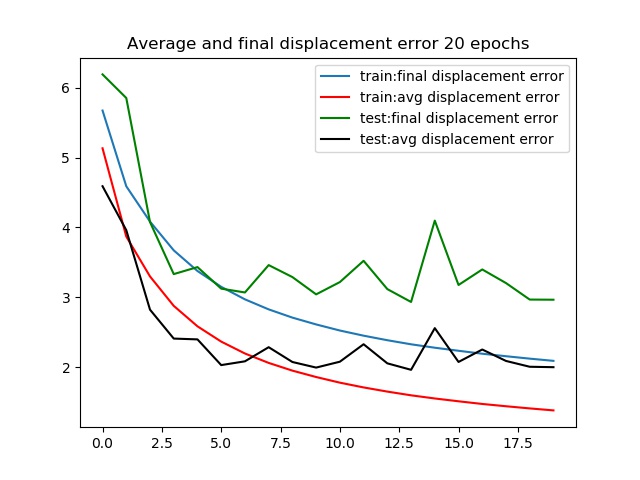 Average and final displacement error 20 epochs
train:final displacement error
train:avg displacement error
test:final displacement error
test:avg displacement error
6
5
4
3
2
0.0 2.5 5.0 7.5 10.0 12.5 15.0 17.5